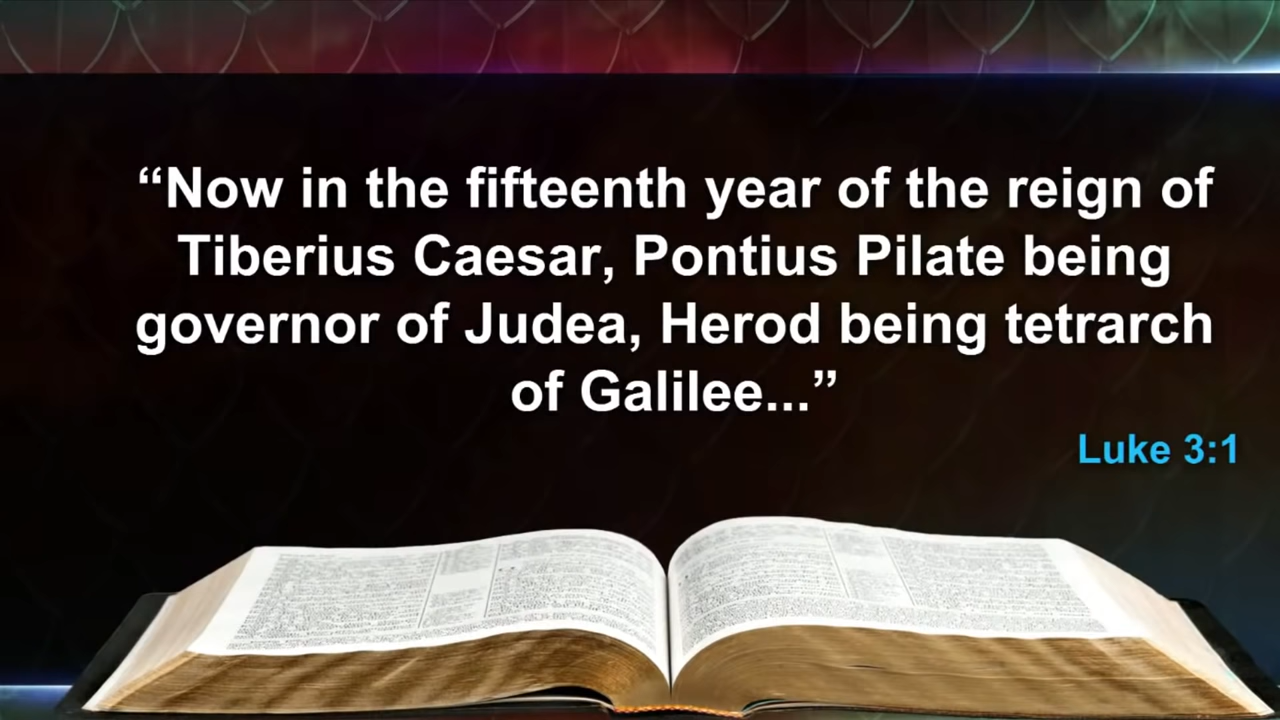 “Now in the fifteenth year of the reign of
Tiberius Caesar, Pontius Pilate being
governor of Judea, Herod being tetrarch
of Galilee...”
Luke 3:1